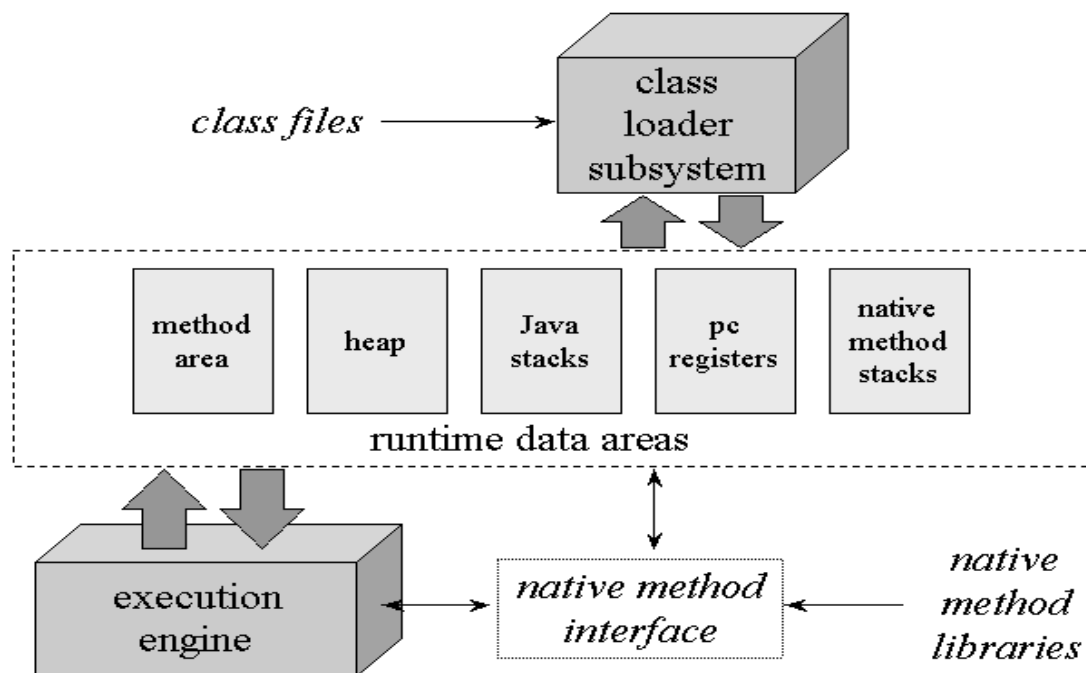 class
loader
subsystem
class files
method
area
heap
Java
stacks
pc
registers
native
method
stacks
runtime data areas
execution
engine
native method
interface
native
method
libraries